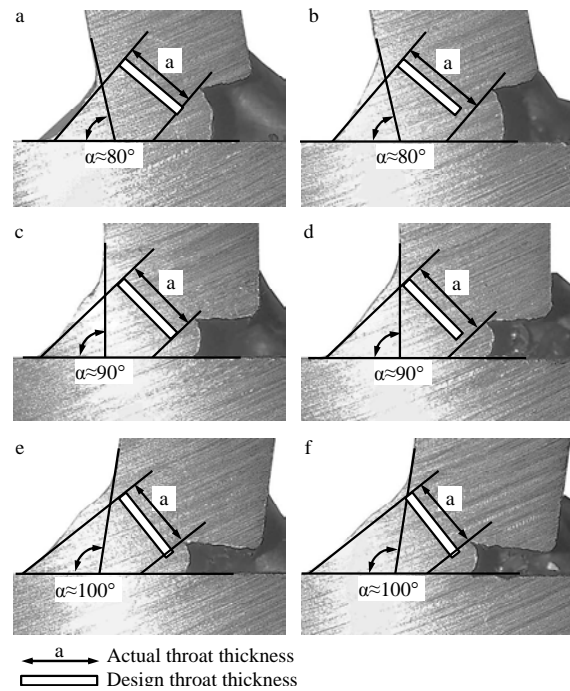 a b
a a
α≈80° α≈80°
c d
a a
α≈90° α≈90°
e f
a a
α≈100° α≈100°
a Actual throat thickness
Design throat thickness